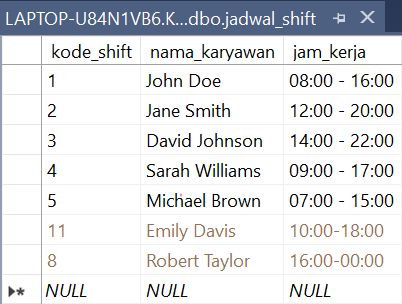 LAPTOP-U84N1VB6.K...dbo.jadwal_shift
kode_shift nama_karyawan jam_kerja
1 John Doe 08:00 - 16:00
2 Jane Smith 12:00 - 20:00
3 David Johnson 14:00 - 22:00
4 Sarah Williams 09:00 - 17:00
5 Michael Brown 07:00 - 15:00
11 Emily Davis 10:00-18:00
8 Robert Taylor 16:00-00:00
NULL NULL NULL